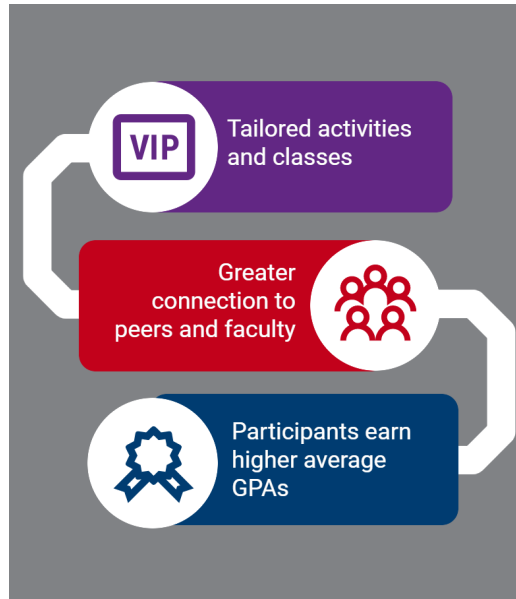 VIP
Tailored activities
and classes
Greater
connection to
peers and faculty
Participants earn
higher average
GPAs